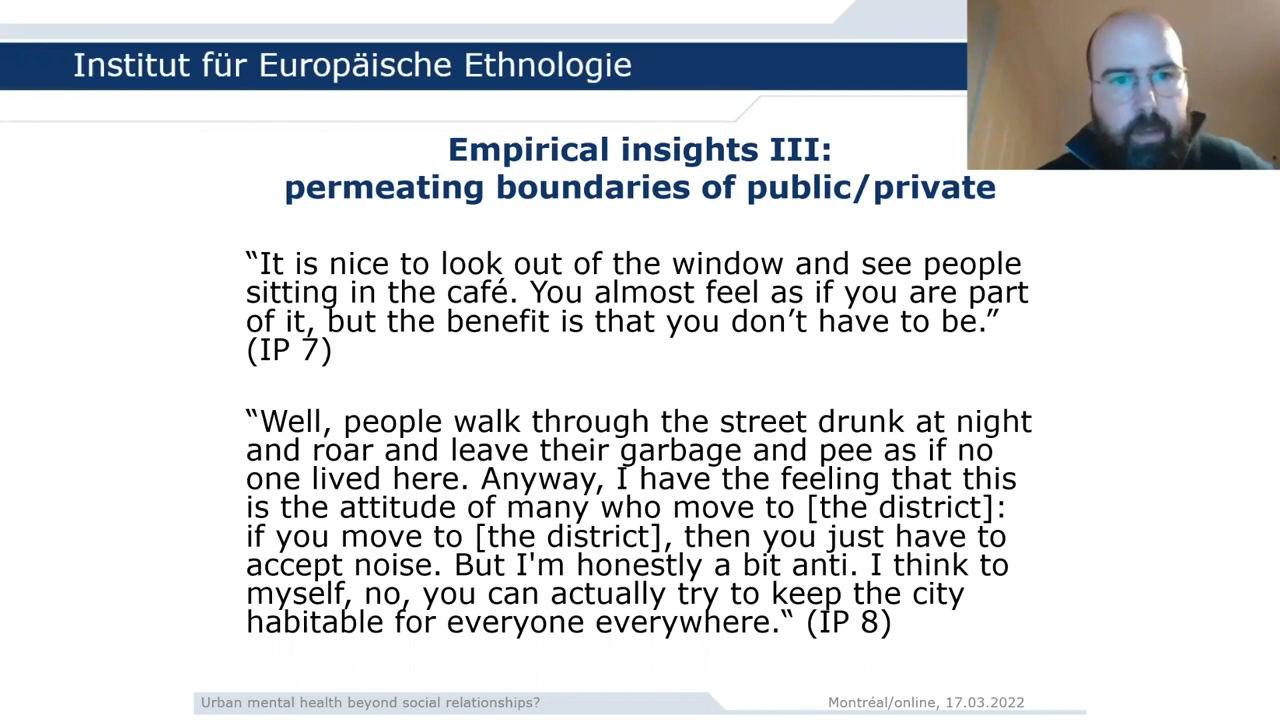 Institut für Europäische Ethnologie
Empirical insights III:
permeating boundaries of public/private
“It is nice to look out of the window and see people
sitting in the café. You almost feel as if you are part
of it, but the benefit is that you don’t have to be.”
(IP 7)
“Well, people walk through the street drunk at night
and roar and leave their garbage and pee as if no
one lived here. Anyway, I have the feeling that this
is the attitude of many who move to [the district]:
if you move to [the district], then you just have to
accept noise. But I'm honestly a bit anti. I think to
myself, no, you can actually try to keep the city
habitable for everyone everywhere.“ (IP 8)
Urban mental health beyond social relationships?
Montréal/online, 17.03.2022